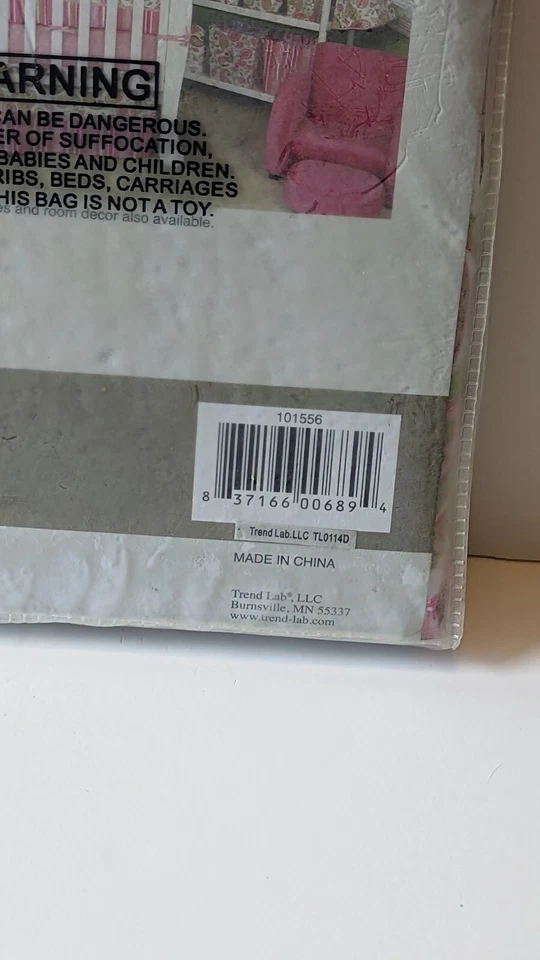 ARNING
CAN BE DANGEROUS.
ER OF SUFFOCATION,
BABIES AND CHILDREN.
RIBS, BEDS, CARRIAGES
HIS BAG IS NOT A TOY.
es and room decor also available.
101556
8 37166 00689 4
Trend Lab.LLC TL0114D
MADE IN CHINA
Trend Lab®, LLC
Burnsville, MN 55337
www.trend-lab.com